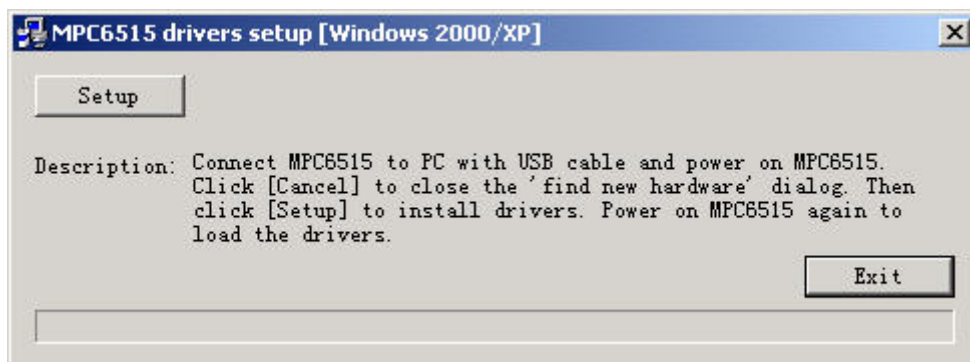 MPC6515 drivers setup [Windows 2000/XP]
Setup
Description: Connect MPC6515 to PC with USB cable and power on MPC6515.
Click [Cancel] to close the 'find new hardware' dialog. Then
click [Setup] to install drivers. Power on MPC6515 again to
load the drivers.
Exit